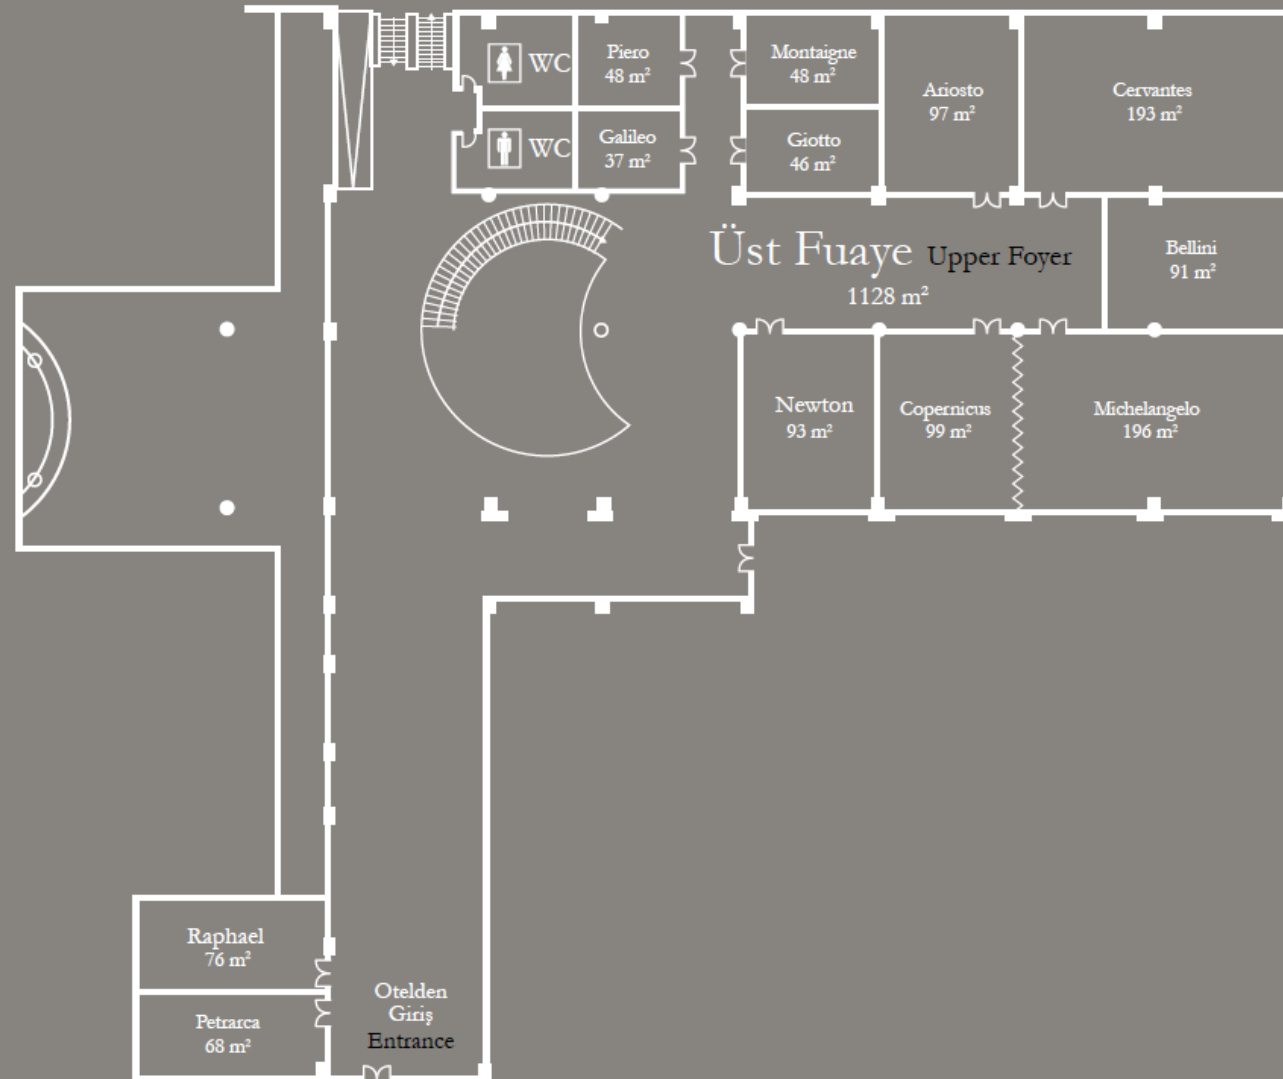 WC
Piero
48 m²
Montaigne
48 m²
Ariosto
97 m²
Cervantes
193 m²
WC
Galileo
37 m²
Giotto
46 m²
Üst Fuaye Upper Foyer
1128 m²
Bellini
91 m²
Newton
93 m²
Copernicus
99 m²
Michelangelo
196 m²
Raphael
76 m²
Petrarca
68 m²
Otelden
Giriş
Entrance